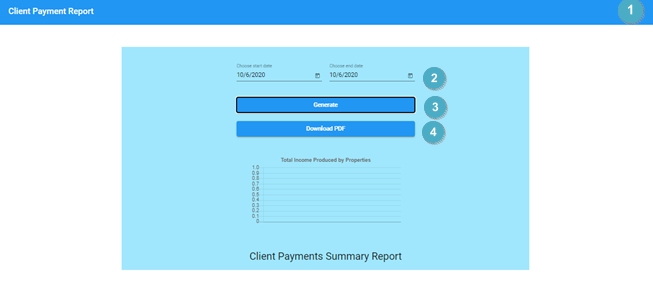 Client Payment Report
1
Choose start date
Choose end date
10/6/2020
10/6/2020
2
Generate
3
Download PDF
4
Total Income Produced by Properties
1.0
0.9
0.8
0.7
0.6
0.5
0.4
0.3
0.2
0.1
0
Client Payments Summary Report